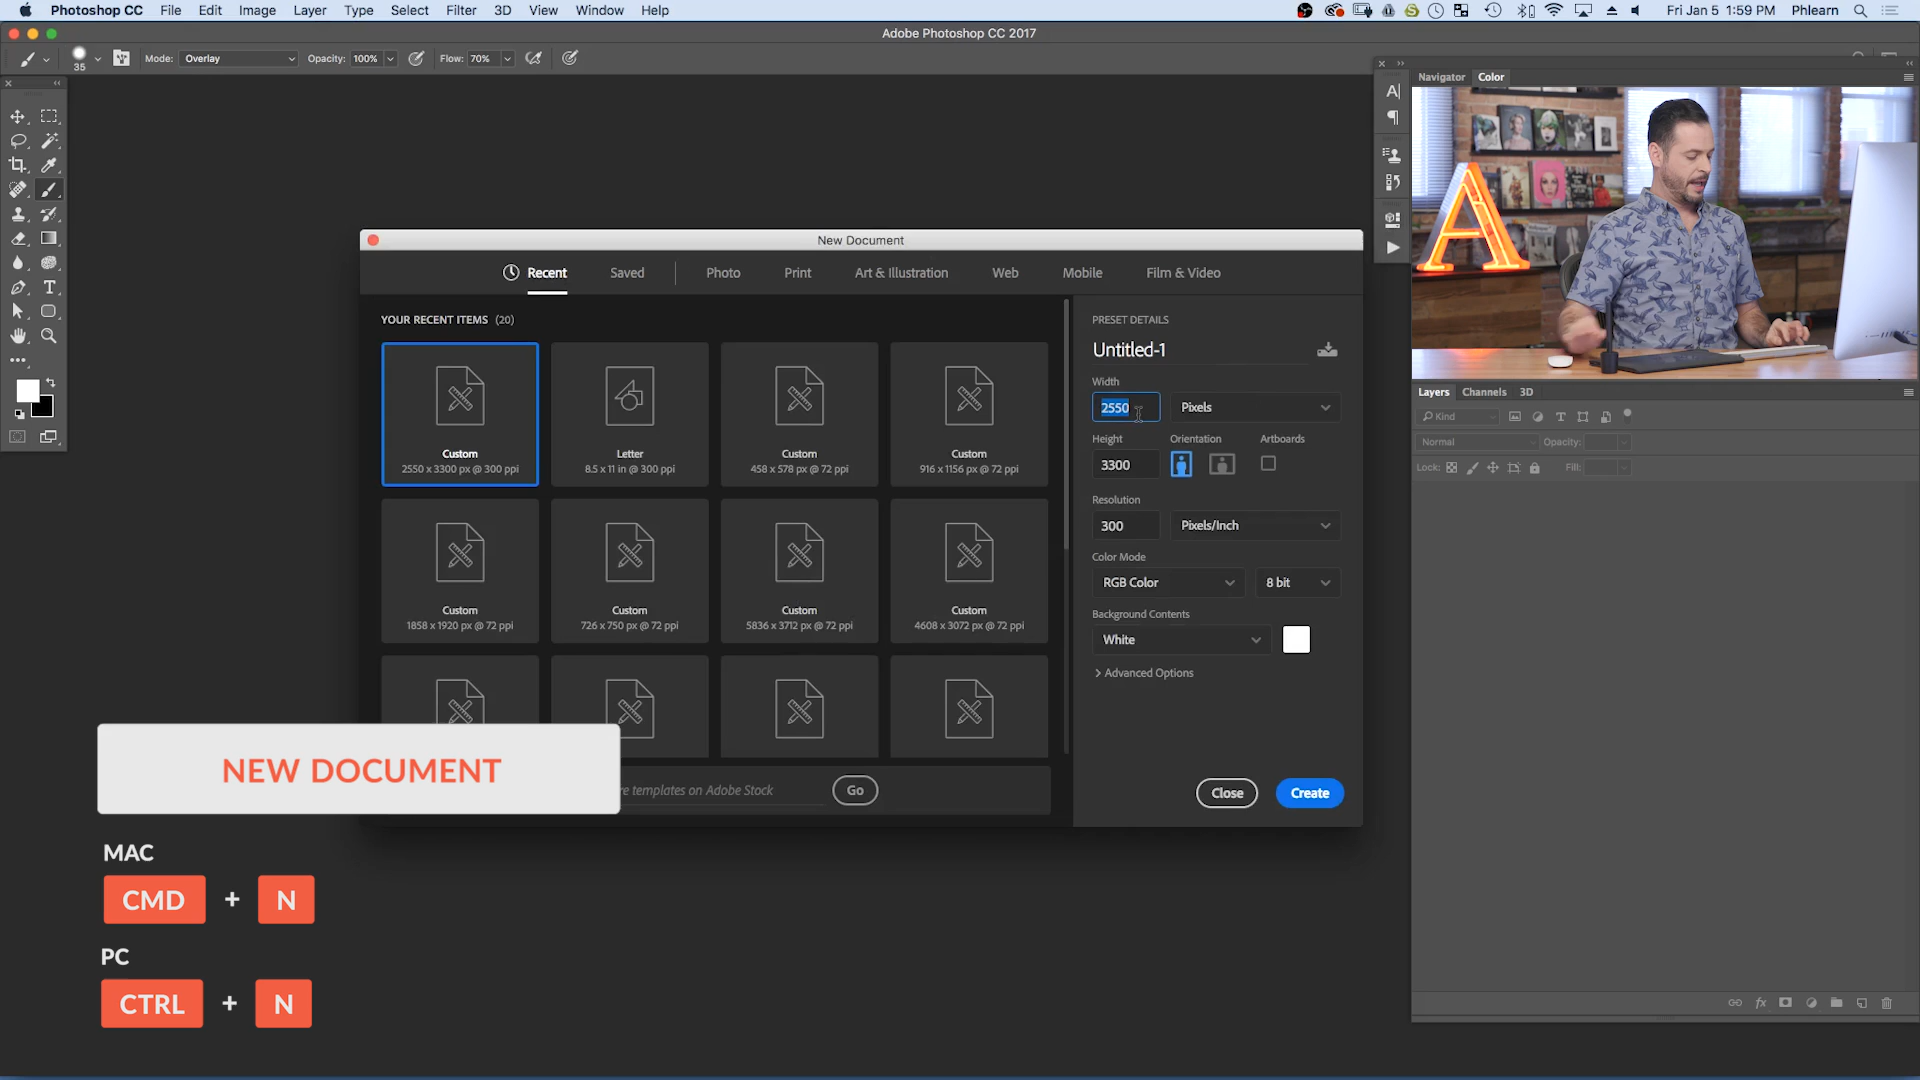 Photoshop CC File Edit Image Layer Type Select Filter 3D View Window Help
Fri Jan 5 1:59 PM Phlearn
Adobe Photoshop CC 2017
35 Mode: Overlay Opacity: 100% Flow: 70%
Navigator Color
New Document
Recent Saved Photo Print Art & Illustration Web Mobile Film & Video
YOUR RECENT ITEMS (20)
Custom
2550 x 3300 px @ 300 ppi
Letter
8.5 x 11 in @ 300 ppi
Custom
458 x 578 px @ 72 ppi
Custom
916 x 1156 px @ 72 ppi
Custom
1858 x 1920 px @ 72 ppi
Custom
726 x 750 px @ 72 ppi
Custom
5836 x 3712 px @ 72 ppi
Custom
4608 x 3072 px @ 72 ppi
re templates on Adobe Stock
Go
PRESET DETAILS
Untitled-1
Width
2550 Pixels
Height Orientation Artboards
3300
Resolution
300 Pixels/Inch
Color Mode
RGB Color 8 bit
Background Contents
White
Advanced Options
Close Create
A
Layers Channels 3D
Kind
Normal Opacity:
Lock: Fill:
NEW DOCUMENT
MAC
CMD + N
PC
CTRL + N